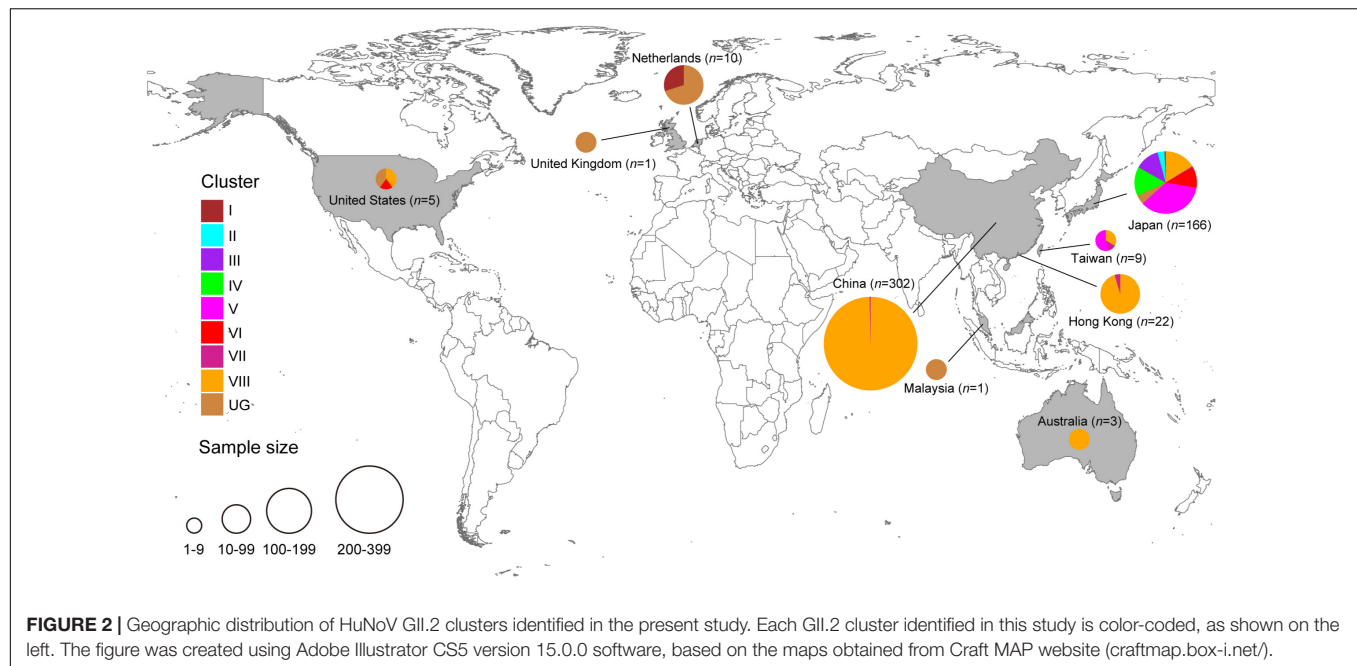 Netherlands (n=10)
United Kingdom (n=1)
United States (n=5)
Cluster
I
II
III
IV
V
VI
VII
VIII
UG
Japan (n=166)
Taiwan (n=9)
China (n=302)
Hong Kong (n=22)
Malaysia (n=1)
Australia (n=3)
Sample size
1-9 10-99 100-199 200-399
FIGURE 2 | Geographic distribution of HuNoV GII.2 clusters identified in the present study. Each GII.2 cluster identified in this study is color-coded, as shown on the
left. The figure was created using Adobe Illustrator CS5 version 15.0.0 software, based on the maps obtained from Craft MAP website (craftmap.box-i.net/).